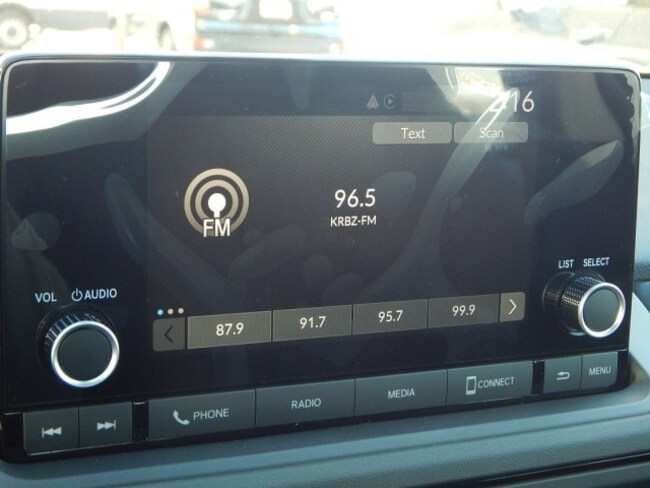 :16
Text Scan
96.5
KRBZ-FM
FM
LIST SELECT
VOL AUDIO
87.9 91.7 95.7 99.9
PHONE RADIO MEDIA CONNECT MENU